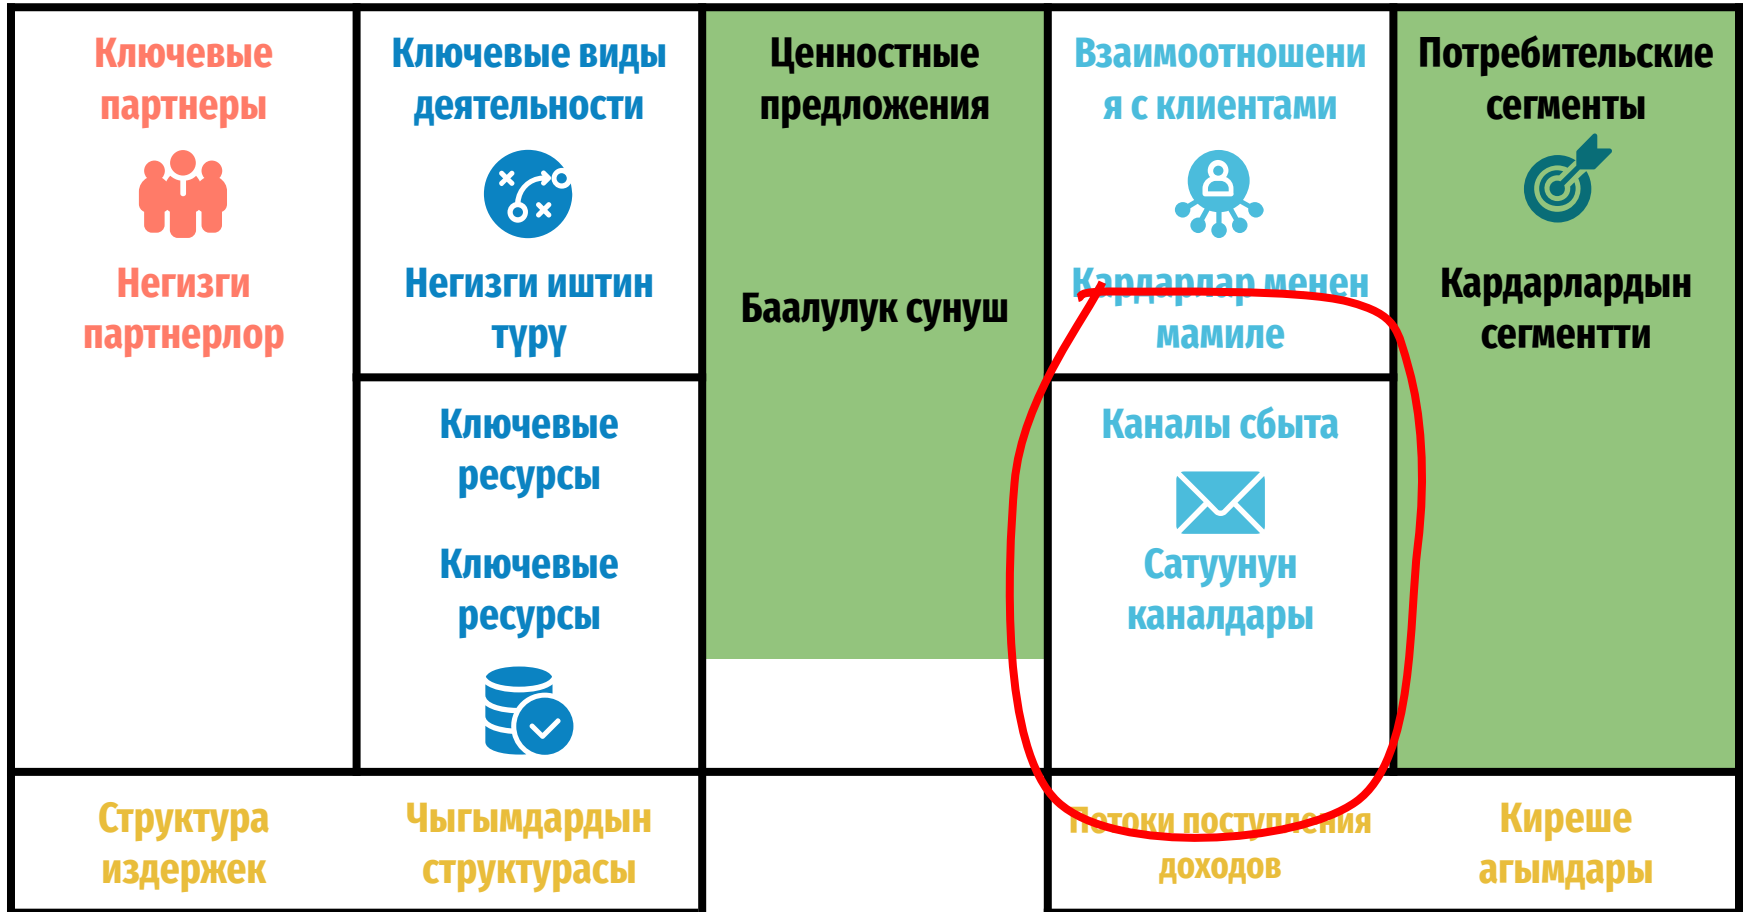 Ключевые
партнеры
Негизги
партнерлор
Ключевые виды
деятельности
Негизги иштин
түрү
Ключевые
ресурсы
Ключевые
ресурсы
Ценностные
предложения
Баалулук сунуш
Взаимоотношени
я с клиентами
Кардарлар менен
мамиле
Каналы сбыта
Сатуунун
каналдары
Потребительские
сегменты
Кардарлардын
сегментти
Структура
издержек
Чыгымдардын
структурасы
Потоки поступления
доходов
Киреше
агымдары